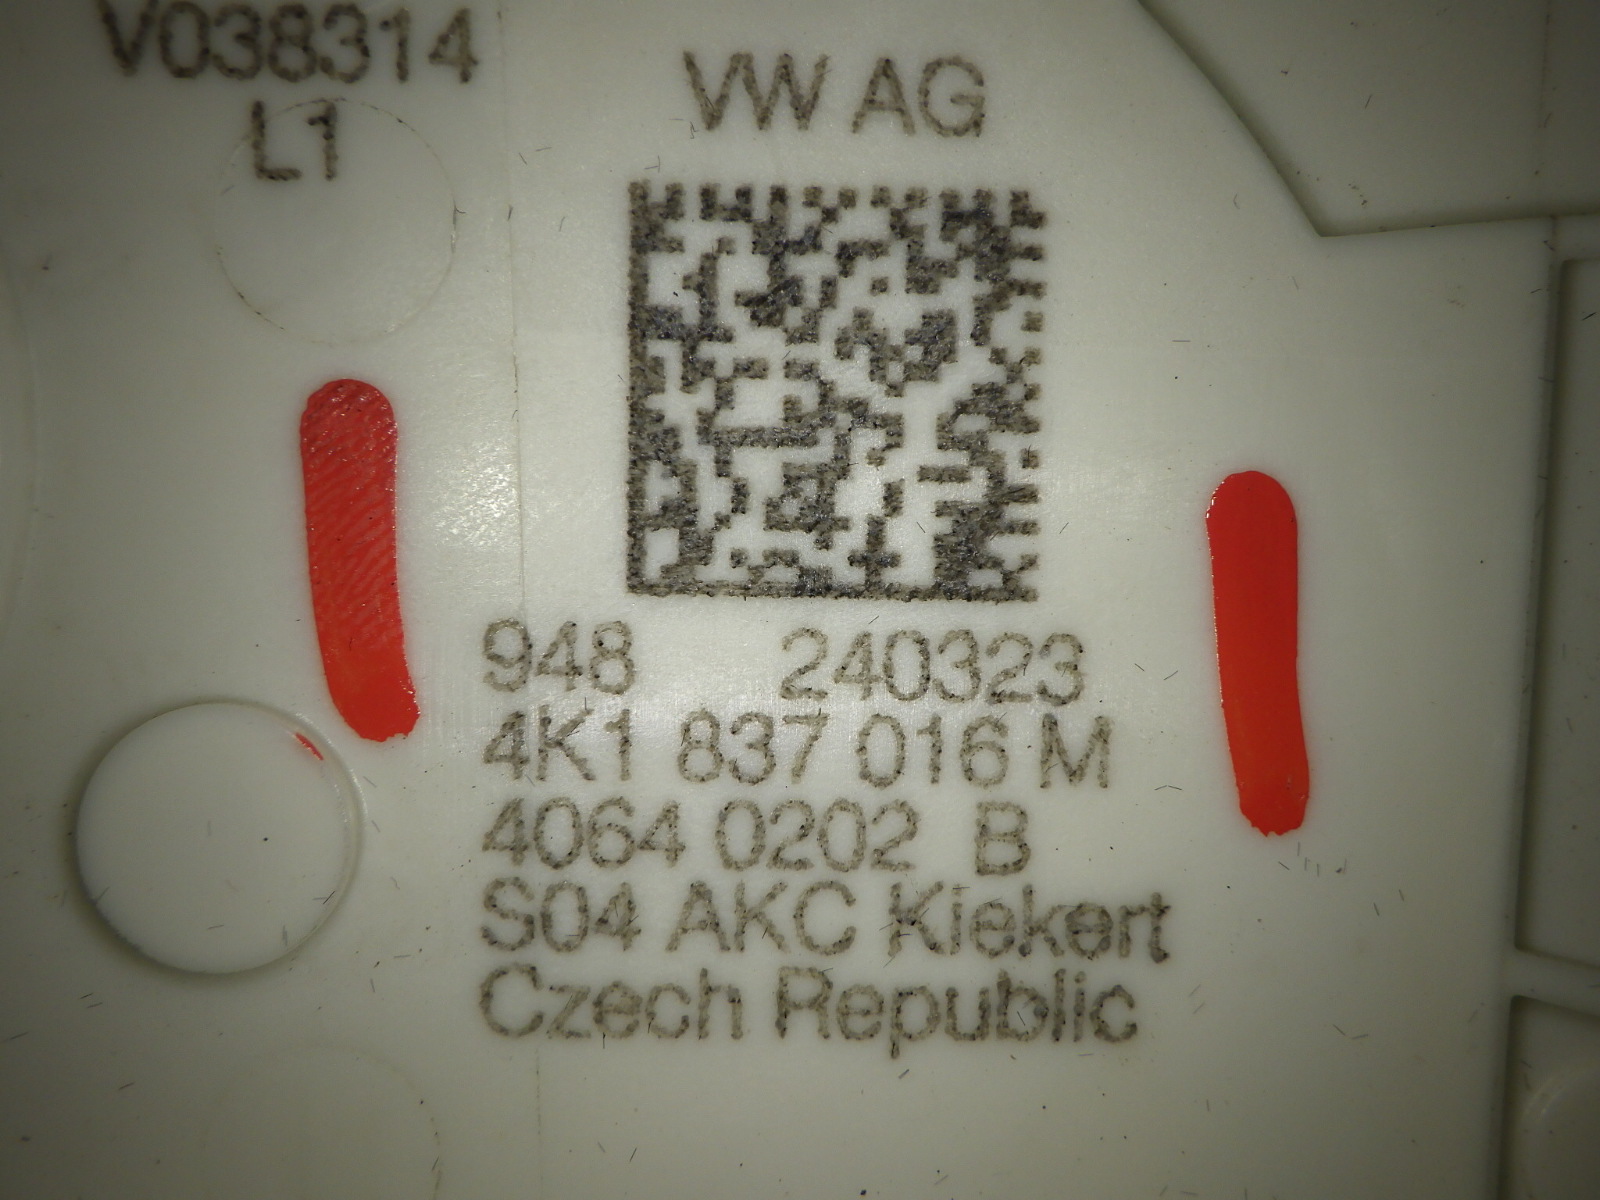 V038314
L1
VW AG
948 240323
4K1 837 016 M
4064 0202 B
S04 AKC Kiekert
Czech Republic